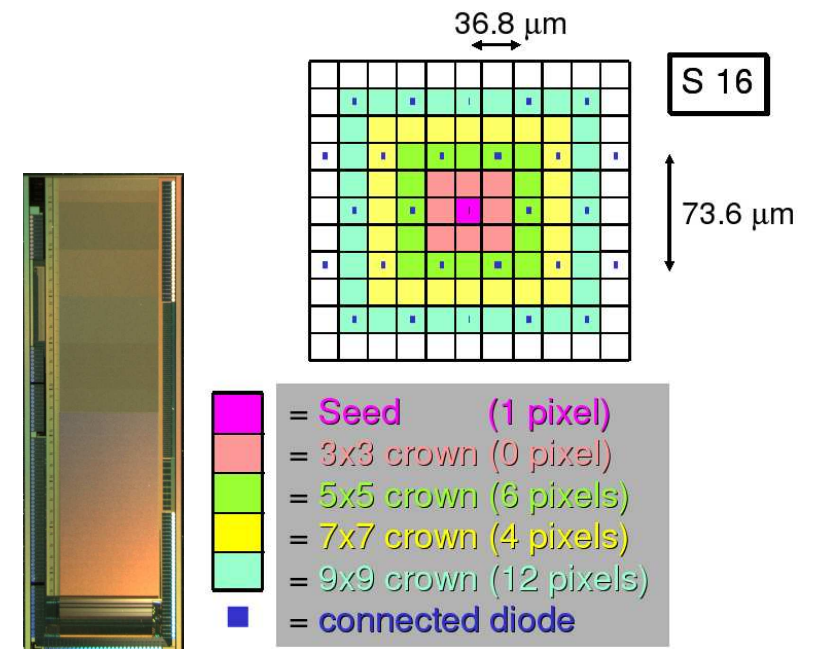 36.8 µm
S 16
73.6 µm
= Seed (1 pixel)
= 3x3 crown (0 pixel)
= 5x5 crown (6 pixels)
= 7x7 crown (4 pixels)
= 9x9 crown (12 pixels)
= connected diode